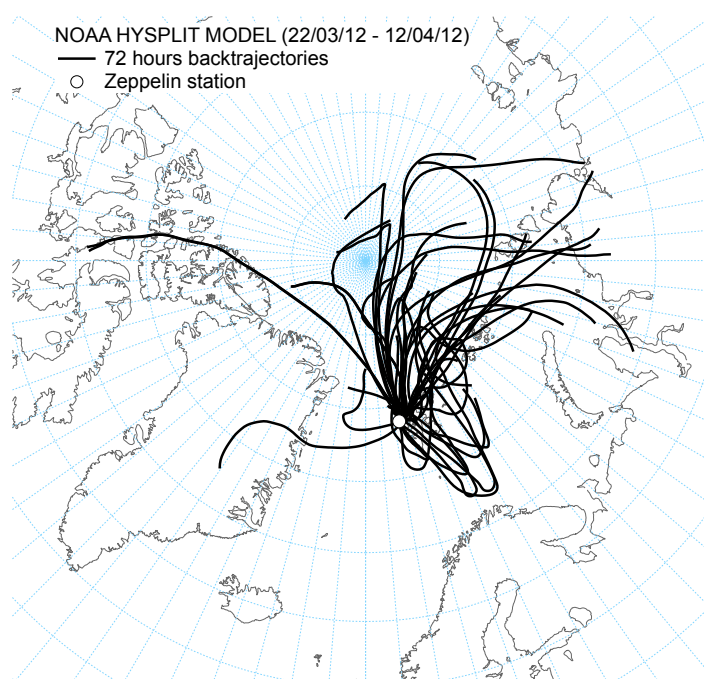 NOAA HYSPLIT MODEL (22/03/12 - 12/04/12)
72 hours backtrajectories
Zeppelin station